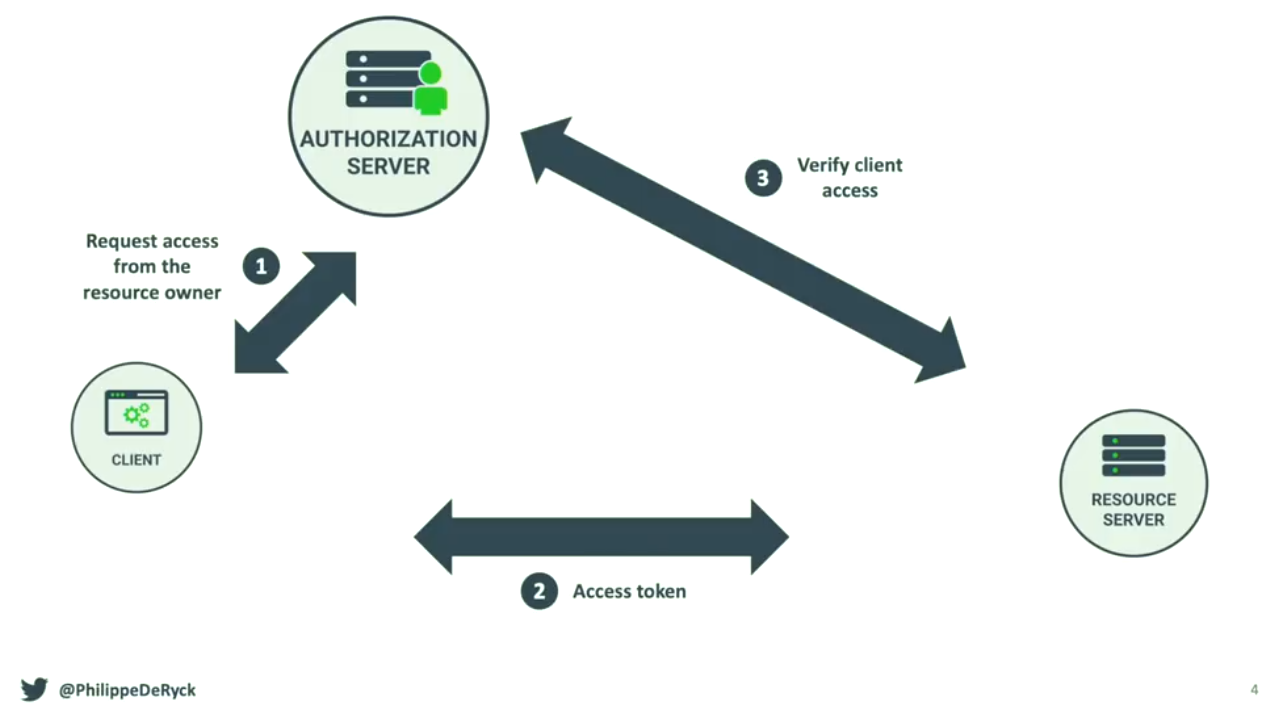 AUTHORIZATION
SERVER
3
Verify client
access
Request access
from the
resource owner
1
CLIENT
RESOURCE
SERVER
2
Access token
@PhilippeDeRyck
4